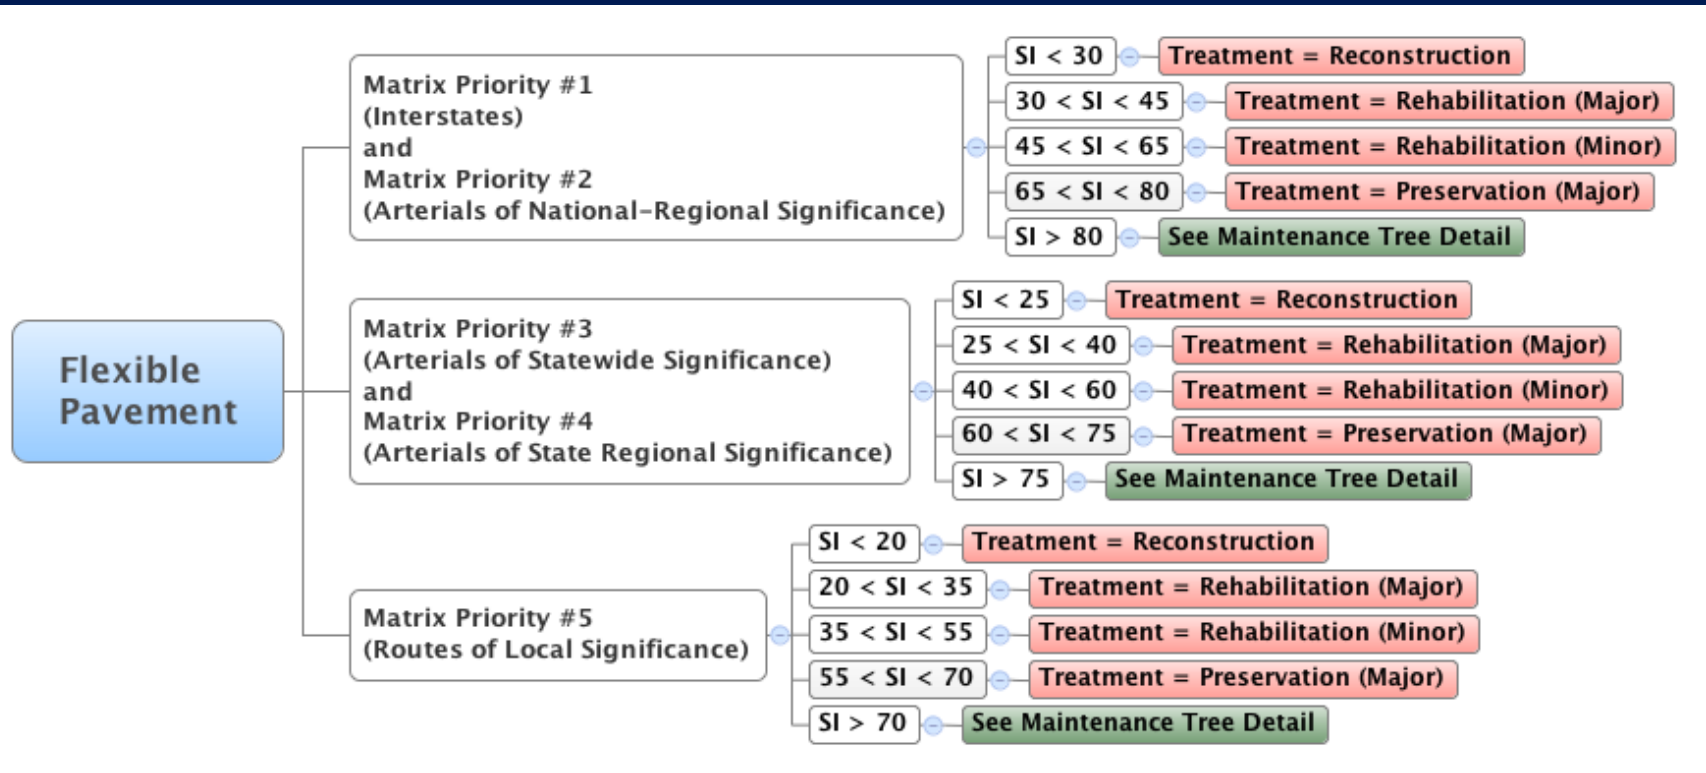 Flexible
Pavement
Matrix Priority #1
(Interstates)
and
Matrix Priority #2
(Arterials of National-Regional Significance)
SI < 30
Treatment = Reconstruction
30 < SI < 45
Treatment = Rehabilitation (Major)
45 < SI < 65
Treatment = Rehabilitation (Minor)
65 < SI < 80
Treatment = Preservation (Major)
SI > 80
See Maintenance Tree Detail
Matrix Priority #3
(Arterials of Statewide Significance)
and
Matrix Priority #4
(Arterials of State Regional Significance)
SI < 25
Treatment = Reconstruction
25 < SI < 40
Treatment = Rehabilitation (Major)
40 < SI < 60
Treatment = Rehabilitation (Minor)
60 < SI < 75
Treatment = Preservation (Major)
SI > 75
See Maintenance Tree Detail
Matrix Priority #5
(Routes of Local Significance)
SI < 20
Treatment = Reconstruction
20 < SI < 35
Treatment = Rehabilitation (Major)
35 < SI < 55
Treatment = Rehabilitation (Minor)
55 < SI < 70
Treatment = Preservation (Major)
SI > 70
See Maintenance Tree Detail